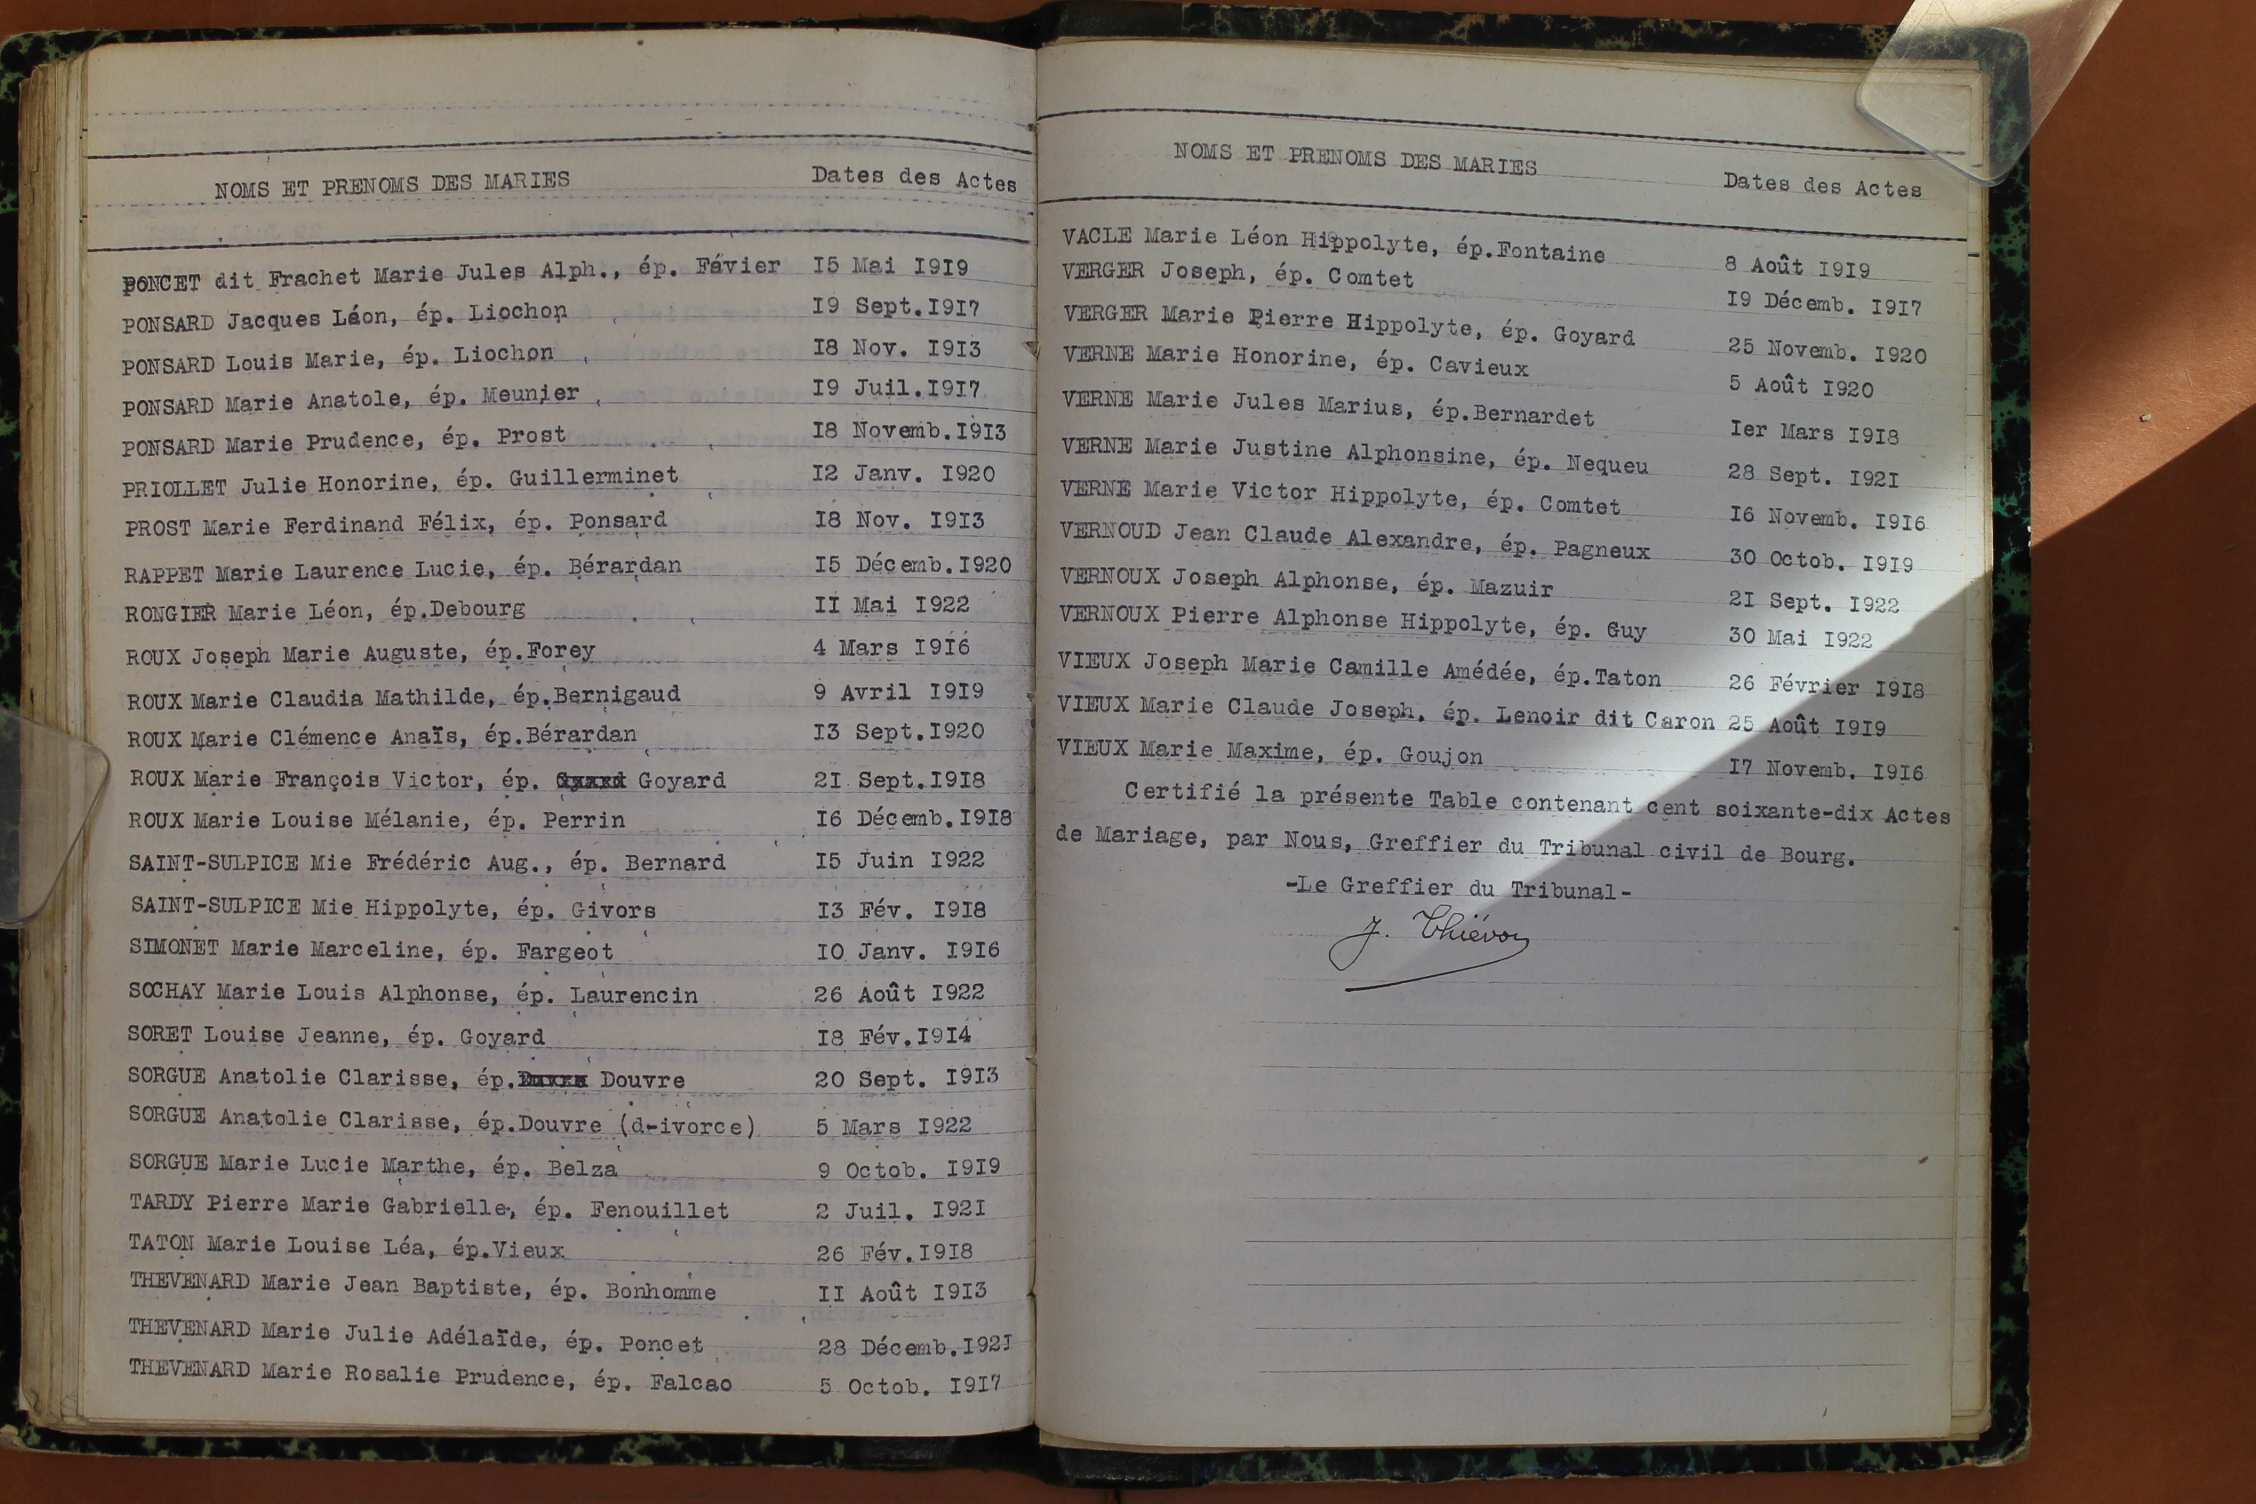 NOMS ET PRENOMS DES MARIES Dates des Actes
PONCET dit Frachet Marie Jules Alph., ép. Favier 15 Mai 1919
PONSARD Jacques Léon, ép. Liochon 19 Sept.1917
PONSARD Louis Marie, ép. Liochon 18 Nov. 1913
PONSARD Marie Anatole, ép. Meunier 19 Juil.1917
PONSARD Marie Prudence, ép. Prost 18 Novemb.1913
PRIOLLET Julie Honorine, ép. Guillerminet 12 Janv. 1920
PROST Marie Ferdinand Félix, ép. Ponsard 18 Nov. 1913
RAPPET Marie Laurence Lucie, ép. Bérardan 15 Décemb.1920
RONGIER Marie Léon, ép.Debourg 11 Mai 1922
ROUX Joseph Marie Auguste, ép.Forey 4 Mars 1916
ROUX Marie Claudia Mathilde, ép.Bernigaud 9 Avril 1919
ROUX Marie Clémence Anaïs, ép.Bérardan 13 Sept.1920
ROUX Marie François Victor, ép. Goyard 21 Sept.1918
ROUX Marie Louise Mélanie, ép. Perrin 16 Décemb.1918
SAINT-SULPICE Mie Frédéric Aug., ép. Bernard 15 Juin 1922
SAINT-SULPICE Mie Hippolyte, ép. Givors 13 Fév. 1918
SIMONET Marie Marceline, ép. Fargeot 10 Janv. 1916
SOCHAY Marie Louis Alphonse, ép. Laurencin 26 Août 1922
SORET Louise Jeanne, ép. Goyard 18 Fév.1914
SORGUE Anatolie Clarisse, ép. Douvre 20 Sept. 1913
SORGUE Anatolie Clarisse, ép.Douvre (d-ivorce) 5 Mars 1922
SORGUE Marie Lucie Marthe, ép. Belza 9 Octob. 1919
TARDY Pierre Marie Gabrielle, ép. Fenouillet 2 Juil. 1921
TATON Marie Louise Léa, ép.Vieux 26 Fév.1918
THEVENARD Marie Jean Baptiste, ép. Bonhomme 11 Août 1913
THEVENARD Marie Julie Adélaïde, ép. Poncet 28 Décemb.1921
THEVENARD Marie Rosalie Prudence, ép. Falcao 5 Octob. 1917
NOMS ET PRENOMS DES MARIES Dates des Actes
VACLE Marie Léon Hippolyte, ép.Fontaine 8 Août 1919
VERGER Joseph, ép. Comtet 19 Décemb. 1917
VERGER Marie Pierre Hippolyte, ép. Goyard 25 Novemb. 1920
VERNE Marie Honorine, ép. Cavieux 5 Août 1920
VERNE Marie Jules Marius, ép.Bernardet 1er Mars 1918
VERNE Marie Justine Alphonsine, ép. Nequeu 28 Sept. 1921
VERNE Marie Victor Hippolyte, ép. Comtet 16 Novemb. 1916
VERNOUD Jean Claude Alexandre, ép. Pagneux 30 Octob. 1919
VERNOUX Joseph Alphonse, ép. Mazuir 21 Sept. 1922
VERNOUX Pierre Alphonse Hippolyte, ép. Guy 30 Mai 1922
VIEUX Joseph Marie Camille Amédée, ép.Taton 26 Février 1918
VIEUX Marie Claude Joseph, ép. Lenoir dit Caron 25 Août 1919
VIEUX Marie Maxime, ép. Goujon 17 Novemb. 1916
Certifié la présente Table contenant cent soixante-dix Actes
de Mariage, par Nous, Greffier du Tribunal civil de Bourg.
-Le Greffier du Tribunal-
J. Thiévon